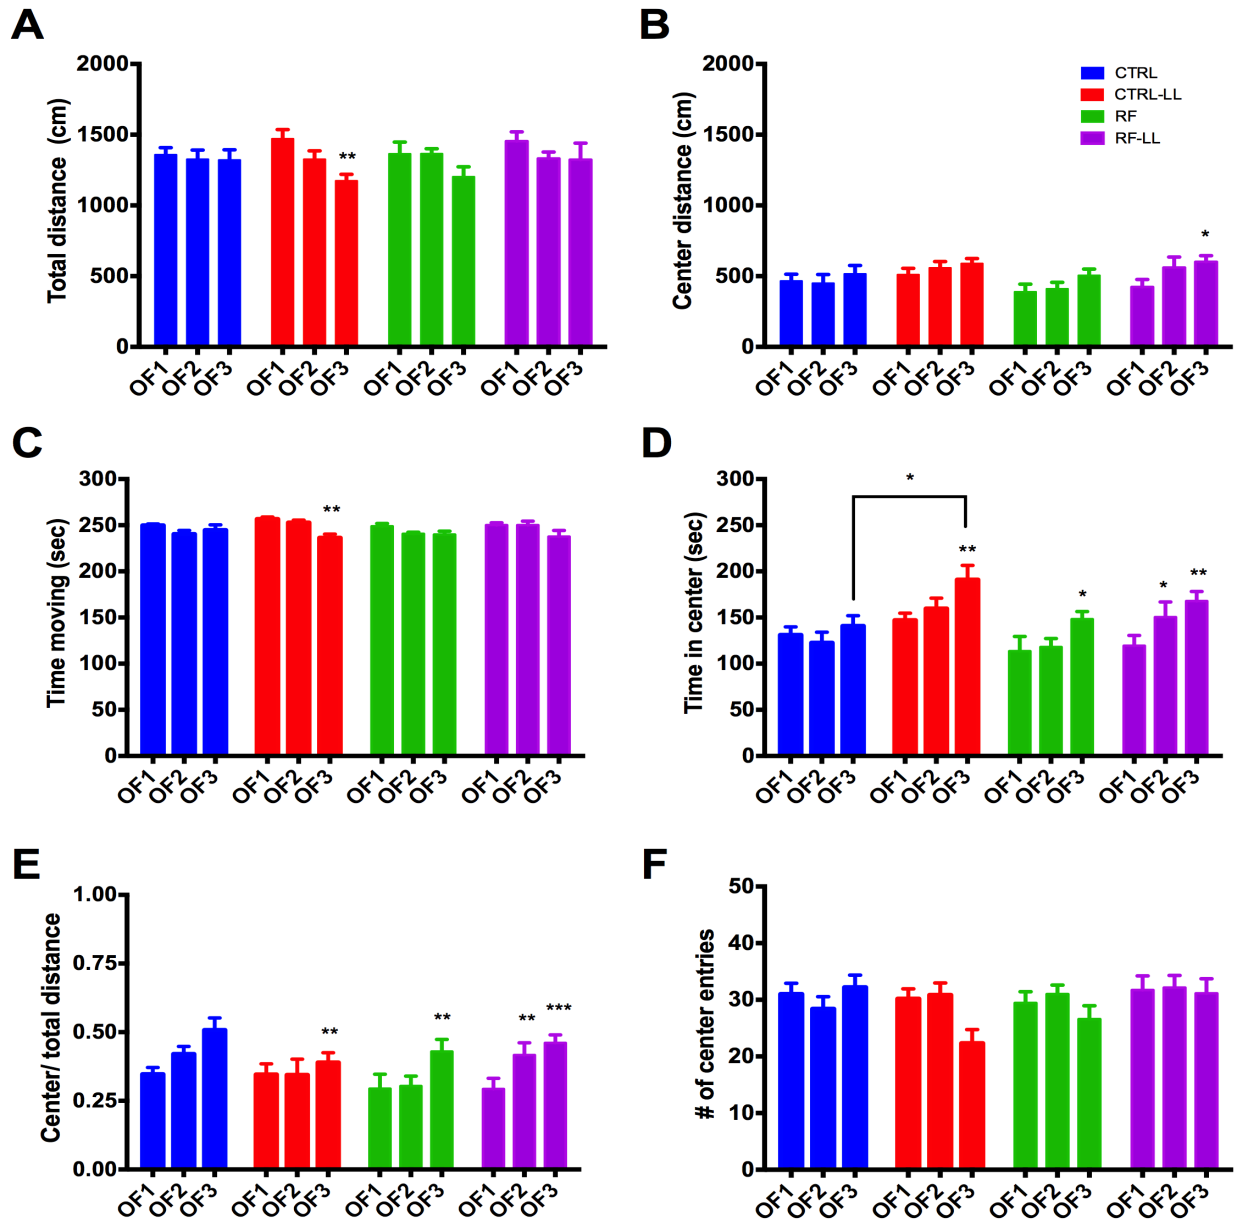 A
Total distance (cm)
2000
1500
1000
500
0
**
OF1 OF2 OF3 OF1 OF2 OF3 OF1 OF2 OF3 OF1 OF2 OF3
B
Center distance (cm)
2000
1500
1000
500
0
CTRL
CTRL-LL
RF
RF-LL
*
OF1 OF2 OF3 OF1 OF2 OF3 OF1 OF2 OF3 OF1 OF2 OF3
C
Time moving (sec)
300
250
200
150
100
50
0
**
OF1 OF2 OF3 OF1 OF2 OF3 OF1 OF2 OF3 OF1 OF2 OF3
D
Time in center (sec)
300
250
200
150
100
50
0
*
**
*
*
**
OF1 OF2 OF3 OF1 OF2 OF3 OF1 OF2 OF3 OF1 OF2 OF3
E
Center/ total distance
1.00
0.75
0.50
0.25
0.00
**
**
**
***
OF1 OF2 OF3 OF1 OF2 OF3 OF1 OF2 OF3 OF1 OF2 OF3
F
# of center entries
50
40
30
20
10
0
OF1 OF2 OF3 OF1 OF2 OF3 OF1 OF2 OF3 OF1 OF2 OF3